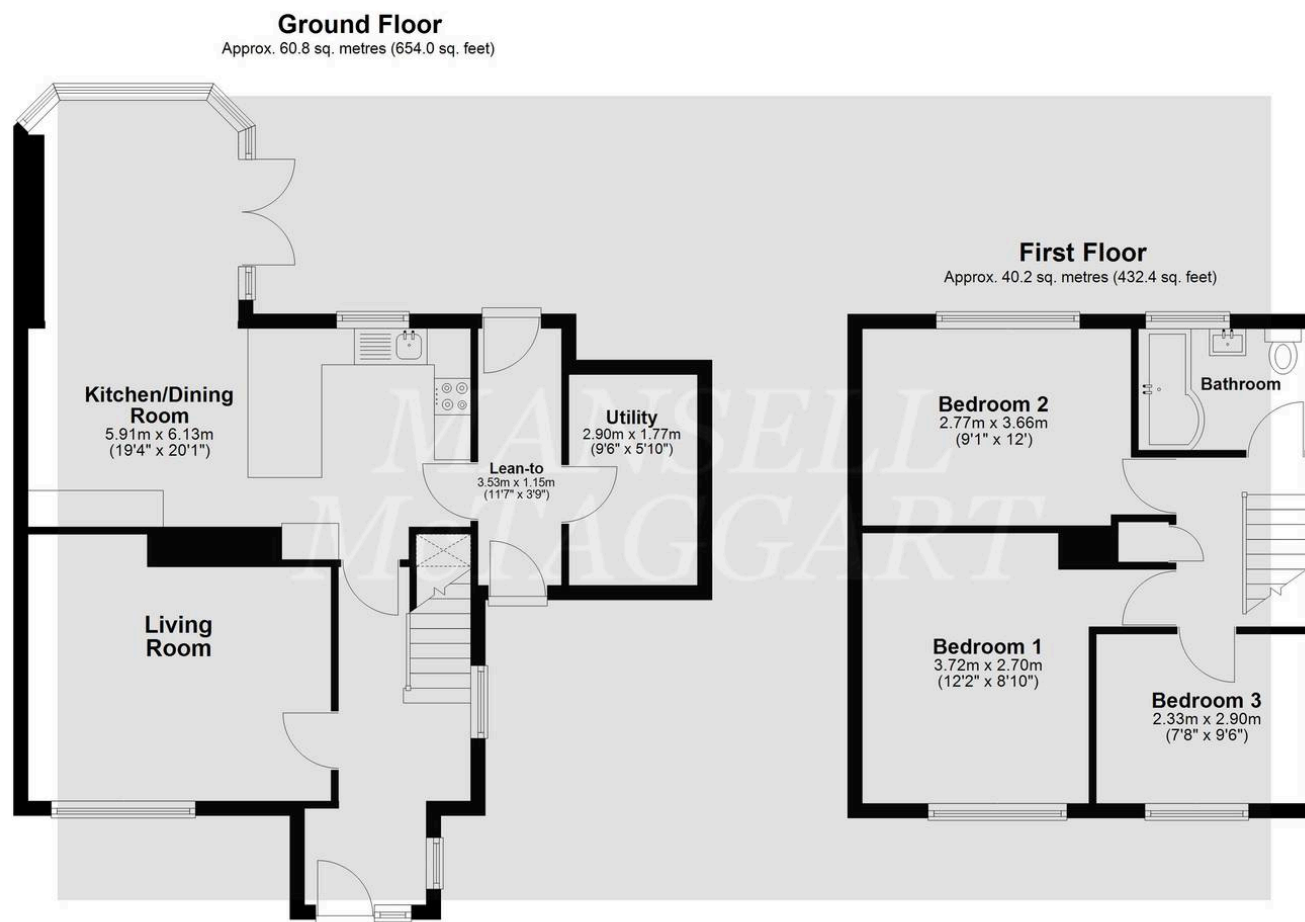 Ground Floor
Approx. 60.8 sq. metres (654.0 sq. feet)
Kitchen/Dining
Room
5.91m x 6.13m
(19'4" x 20'1")
Utility
2.90m x 1.77m
(9'6" x 5'10")
Lean-to
3.53m x 1.15m
(11'7" x 3'9")
Living
Room
First Floor
Approx. 40.2 sq. metres (432.4 sq. feet)
Bedroom 2
2.77m x 3.66m
(9'1" x 12')
Bathroom
Bedroom 1
3.72m x 2.70m
(12'2" x 8'10")
Bedroom 3
2.33m x 2.90m
(7'8" x 9'6")
MANSELL
McTAGGART